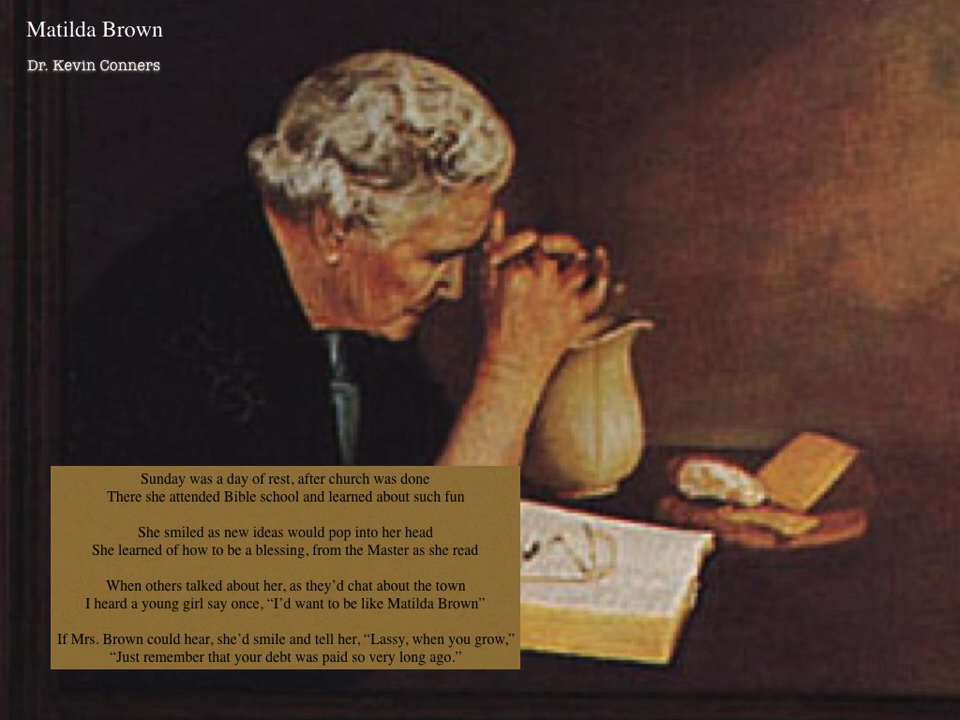 Matilda Brown
Dr. Kevin Conners
Sunday was a day of rest, after church was done
There she attended Bible school and learned about such fun
She smiled as new ideas would pop into her head
She learned of how to be a blessing, from the Master as she read
When others talked about her, as they’d chat about the town
I heard a young girl say once, “I’d want to be like Matilda Brown”
If Mrs. Brown could hear, she’d smile and tell her, “Lassy, when you grow,”
“Just remember that your debt was paid so very long ago.”